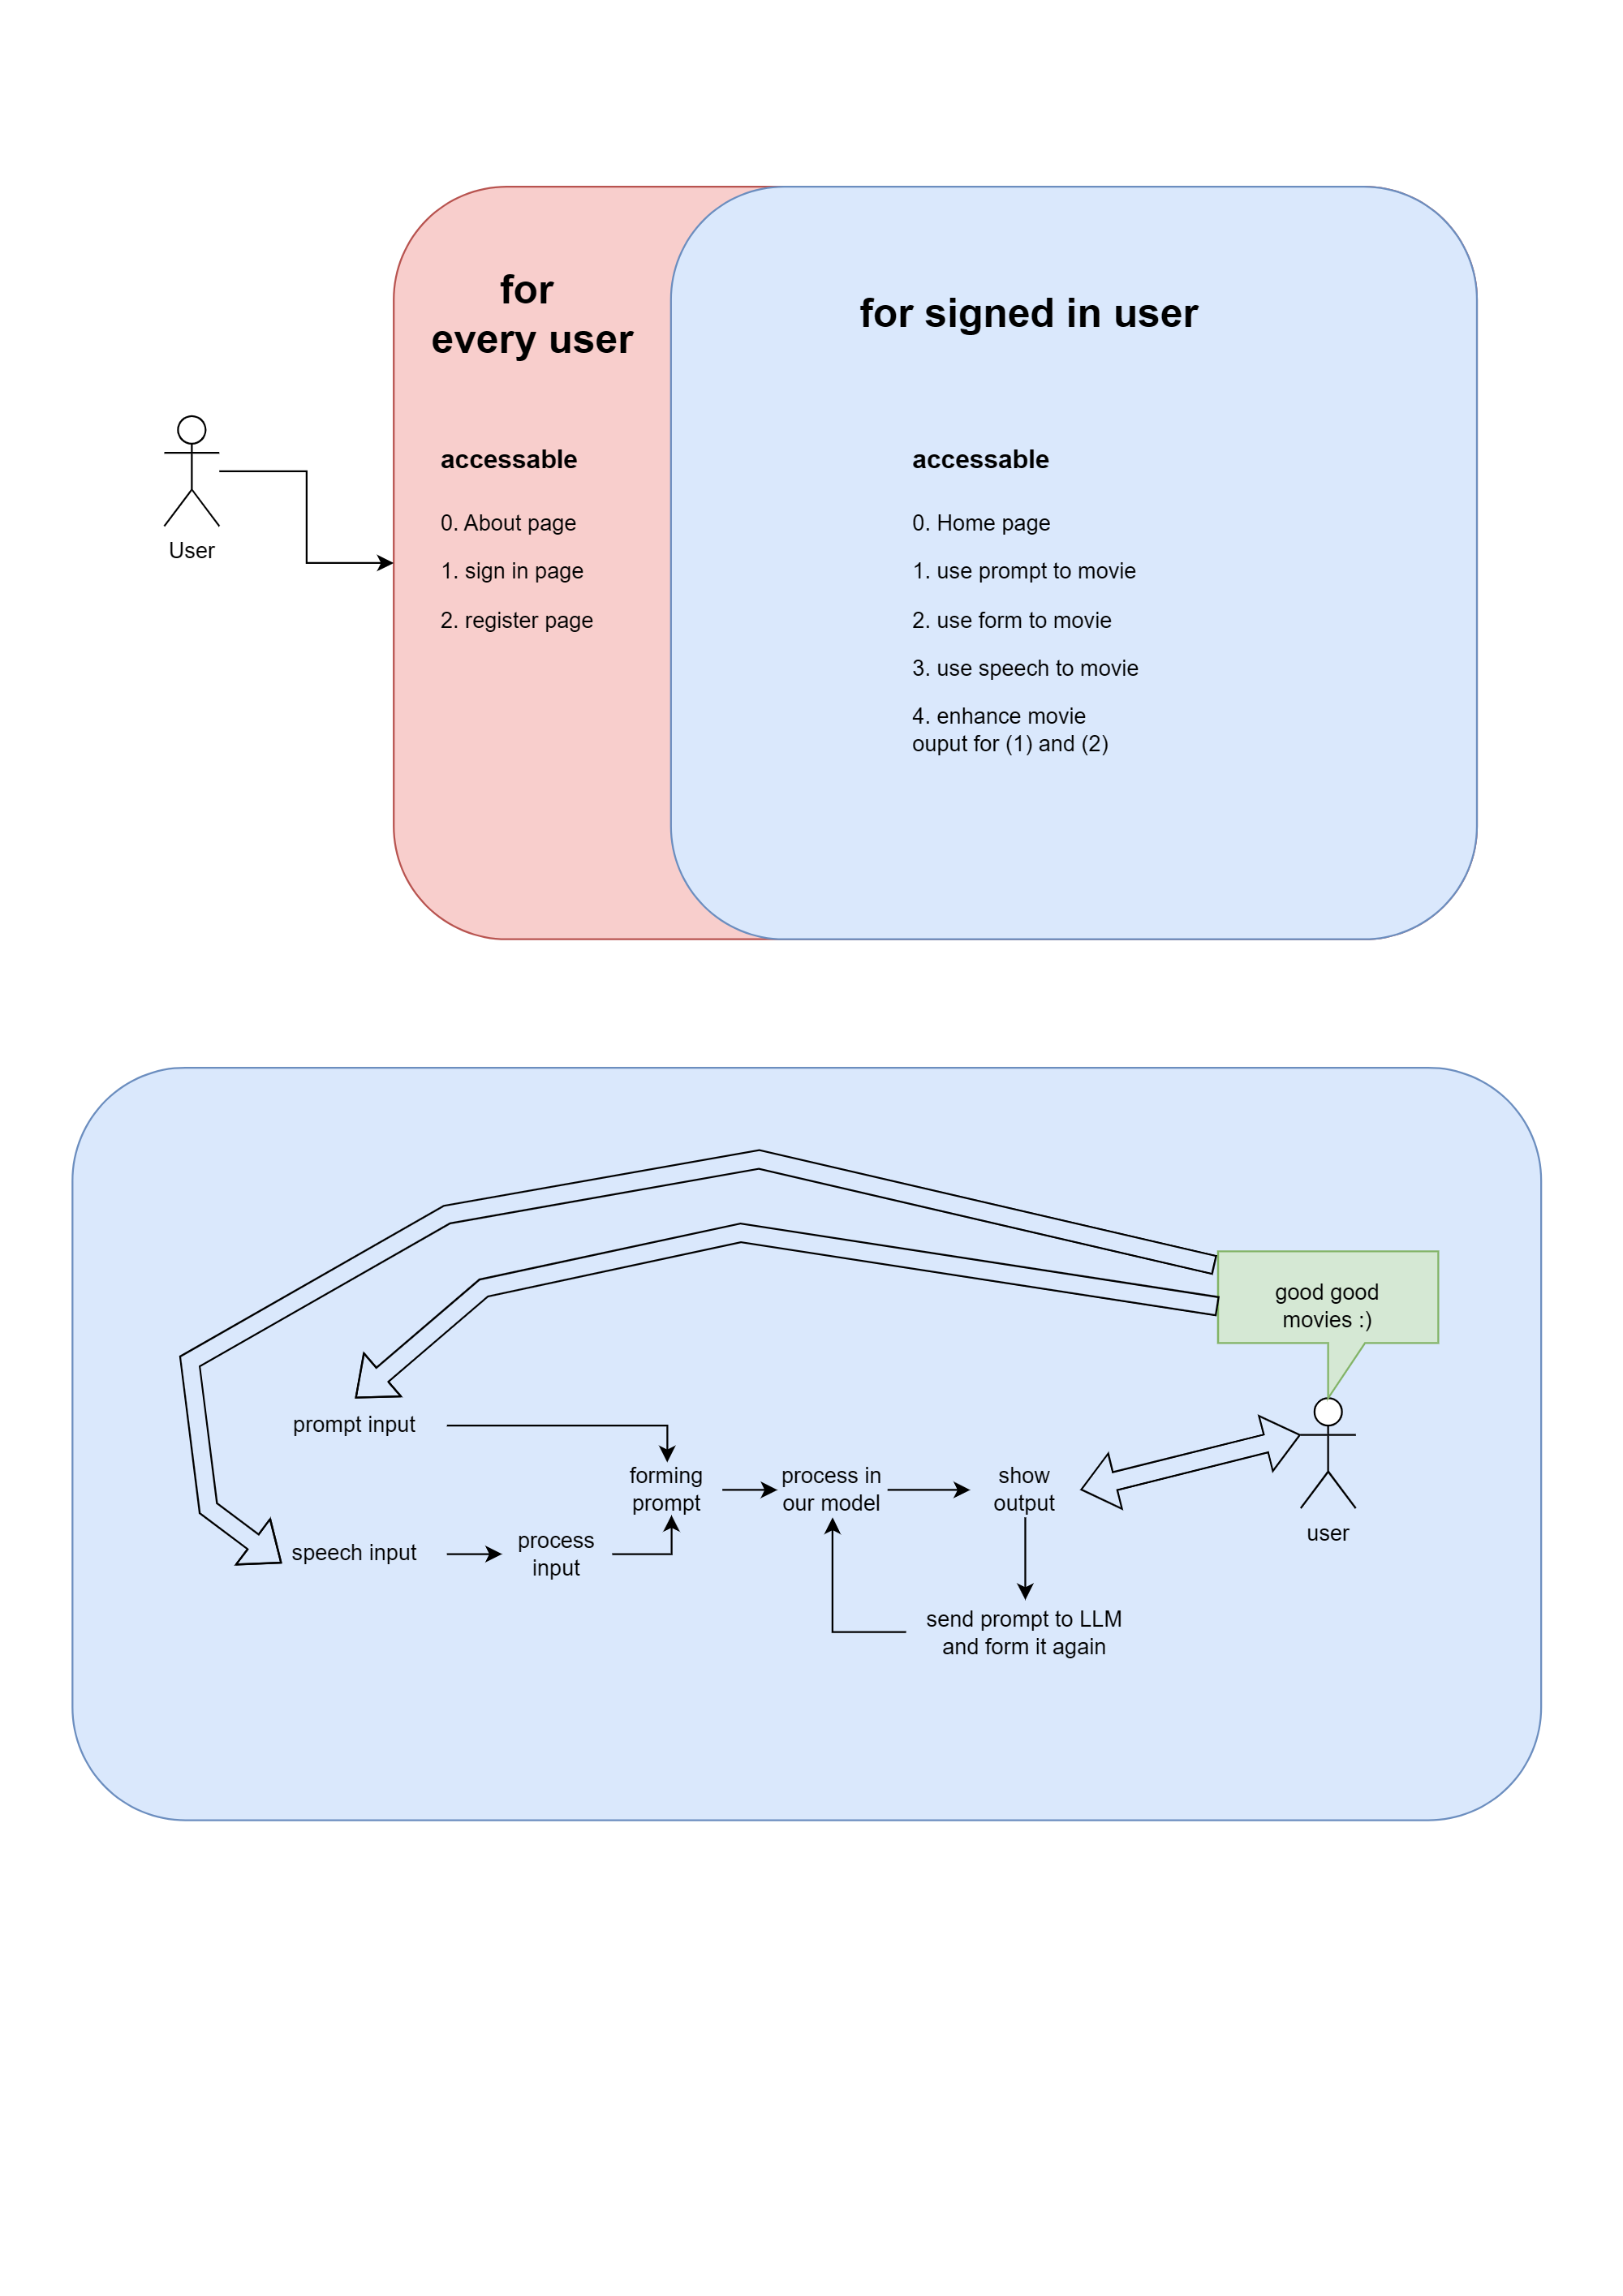 for
every user
for signed in user
User
accessable
0. About page
1. sign in page
2. register page
accessable
0. Home page
1. use prompt to movie
2. use form to movie
3. use speech to movie
4. enhance movie
ouput for (1) and (2)
good good
movies :)
prompt input
forming
prompt
process in
our model
show
output
user
speech input
process
input
send prompt to LLM
and form it again